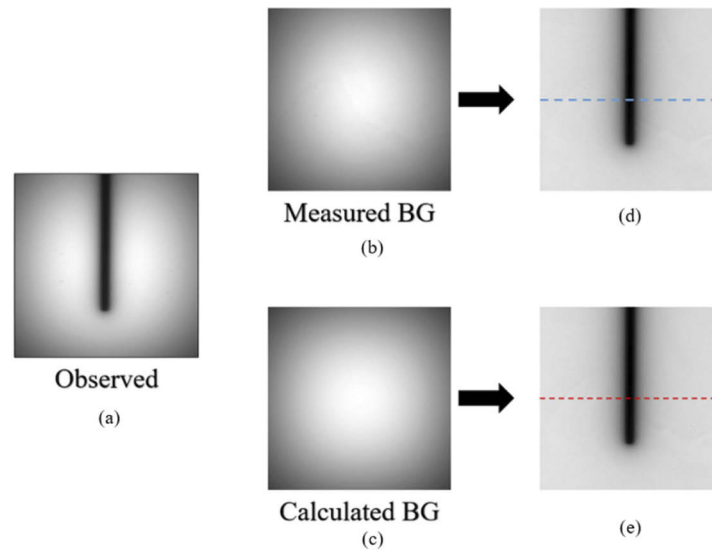 Observed
(a)
Measured BG
(b)
Calculated BG
(c)
(d)
(e)